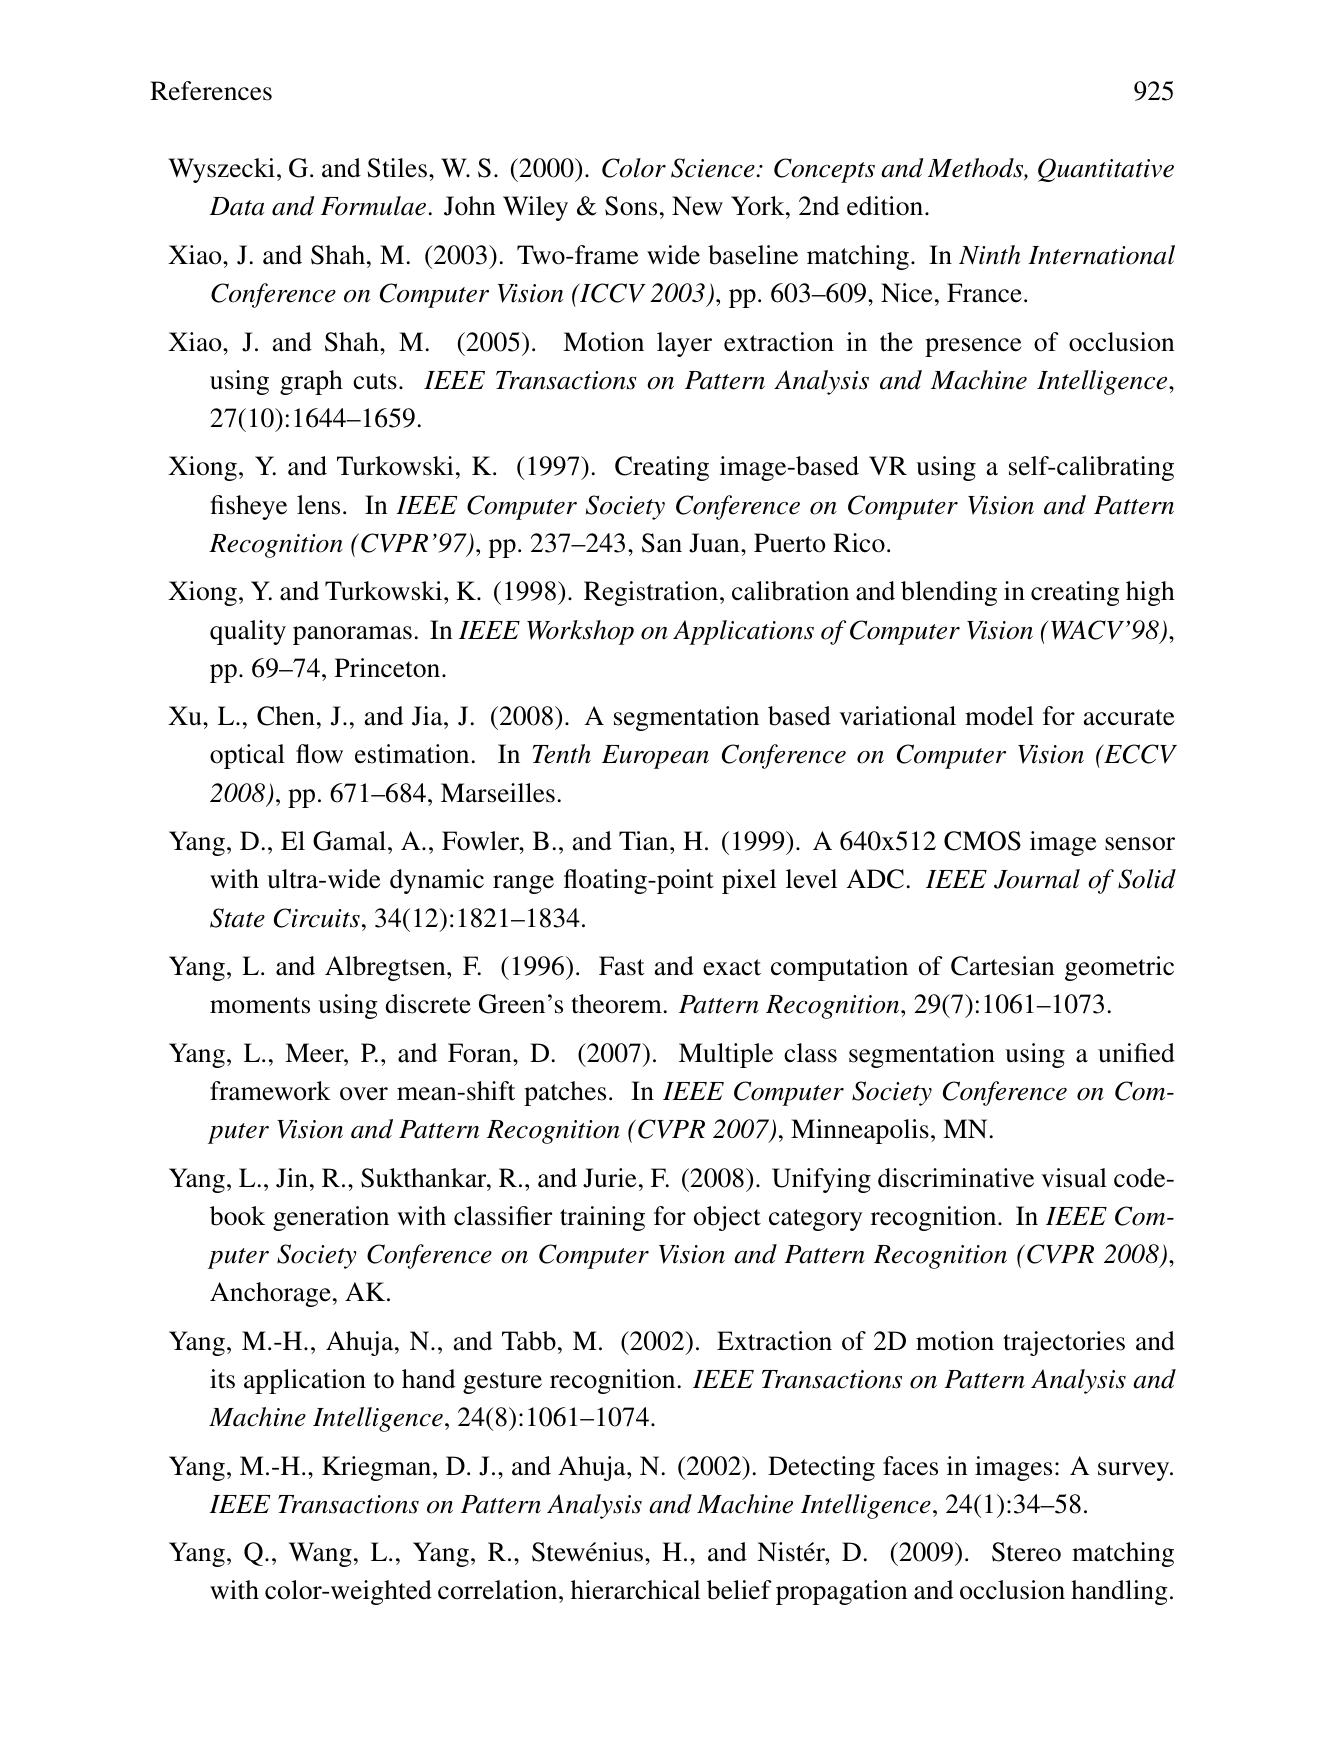 References 925
Wyszecki, G. and Stiles, W. S. (2000). Color Science: Concepts and Methods, Quantitative
Data and Formulae. John Wiley & Sons, New York, 2nd edition.
Xiao, J. and Shah, M. (2003). Two-frame wide baseline matching. In Ninth International
Conference on Computer Vision (ICCV 2003), pp. 603–609, Nice, France.
Xiao, J. and Shah, M. (2005). Motion layer extraction in the presence of occlusion
using graph cuts. IEEE Transactions on Pattern Analysis and Machine Intelligence,
27(10):1644–1659.
Xiong, Y. and Turkowski, K. (1997). Creating image-based VR using a self-calibrating
fisheye lens. In IEEE Computer Society Conference on Computer Vision and Pattern
Recognition (CVPR’97), pp. 237–243, San Juan, Puerto Rico.
Xiong, Y. and Turkowski, K. (1998). Registration, calibration and blending in creating high
quality panoramas. In IEEE Workshop on Applications of Computer Vision (WACV’98),
pp. 69–74, Princeton.
Xu, L., Chen, J., and Jia, J. (2008). A segmentation based variational model for accurate
optical flow estimation. In Tenth European Conference on Computer Vision (ECCV
2008), pp. 671–684, Marseilles.
Yang, D., El Gamal, A., Fowler, B., and Tian, H. (1999). A 640x512 CMOS image sensor
with ultra-wide dynamic range floating-point pixel level ADC. IEEE Journal of Solid
State Circuits, 34(12):1821–1834.
Yang, L. and Albregtsen, F. (1996). Fast and exact computation of Cartesian geometric
moments using discrete Green’s theorem. Pattern Recognition, 29(7):1061–1073.
Yang, L., Meer, P., and Foran, D. (2007). Multiple class segmentation using a unified
framework over mean-shift patches. In IEEE Computer Society Conference on Com-
puter Vision and Pattern Recognition (CVPR 2007), Minneapolis, MN.
Yang, L., Jin, R., Sukthankar, R., and Jurie, F. (2008). Unifying discriminative visual code-
book generation with classifier training for object category recognition. In IEEE Com-
puter Society Conference on Computer Vision and Pattern Recognition (CVPR 2008),
Anchorage, AK.
Yang, M.-H., Ahuja, N., and Tabb, M. (2002). Extraction of 2D motion trajectories and
its application to hand gesture recognition. IEEE Transactions on Pattern Analysis and
Machine Intelligence, 24(8):1061–1074.
Yang, M.-H., Kriegman, D. J., and Ahuja, N. (2002). Detecting faces in images: A survey.
IEEE Transactions on Pattern Analysis and Machine Intelligence, 24(1):34–58.
Yang, Q., Wang, L., Yang, R., Stewénius, H., and Nistér, D. (2009). Stereo matching
with color-weighted correlation, hierarchical belief propagation and occlusion handling.